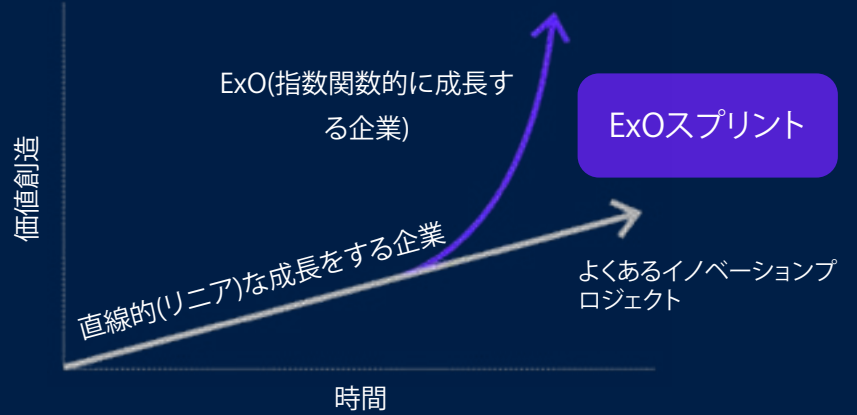 ExO(指数関数的に成長す
る企業)
ExOスプリント
価値創造
直線的(リニア)な成長をする企業
よくあるイノベーションプ
ロジェクト
時間